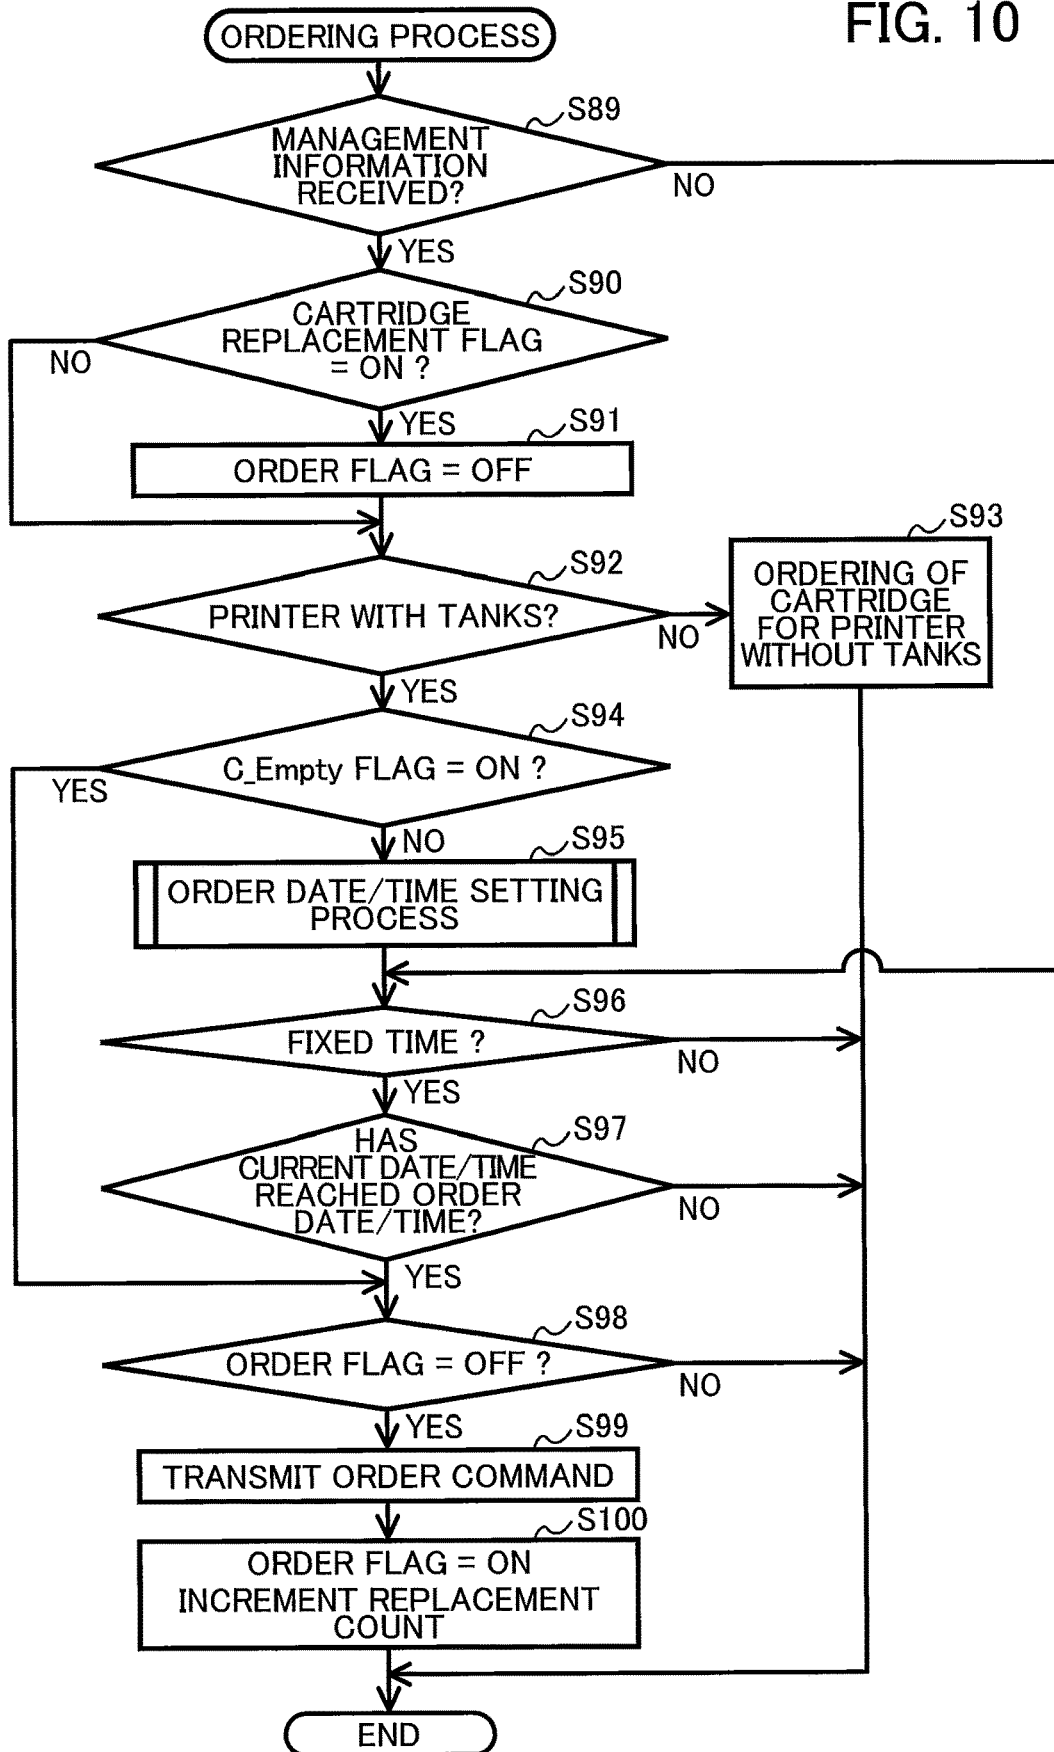 FIG. 10
ORDERING PROCESS
S89
MANAGEMENT
INFORMATION
RECEIVED?
NO
YES
S90
CARTRIDGE
REPLACEMENT FLAG
= ON ?
NO
YES
S91
ORDER FLAG = OFF
S92
PRINTER WITH TANKS?
NO
S93
ORDERING OF
CARTRIDGE
FOR PRINTER
WITHOUT TANKS
YES
S94
C_Empty FLAG = ON ?
YES
NO
S95
ORDER DATE/TIME SETTING
PROCESS
S96
FIXED TIME ?
NO
YES
S97
HAS
CURRENT DATE/TIME
REACHED ORDER
DATE/TIME?
NO
YES
S98
ORDER FLAG = OFF ?
NO
YES
S99
TRANSMIT ORDER COMMAND
S100
ORDER FLAG = ON
INCREMENT REPLACEMENT
COUNT
END